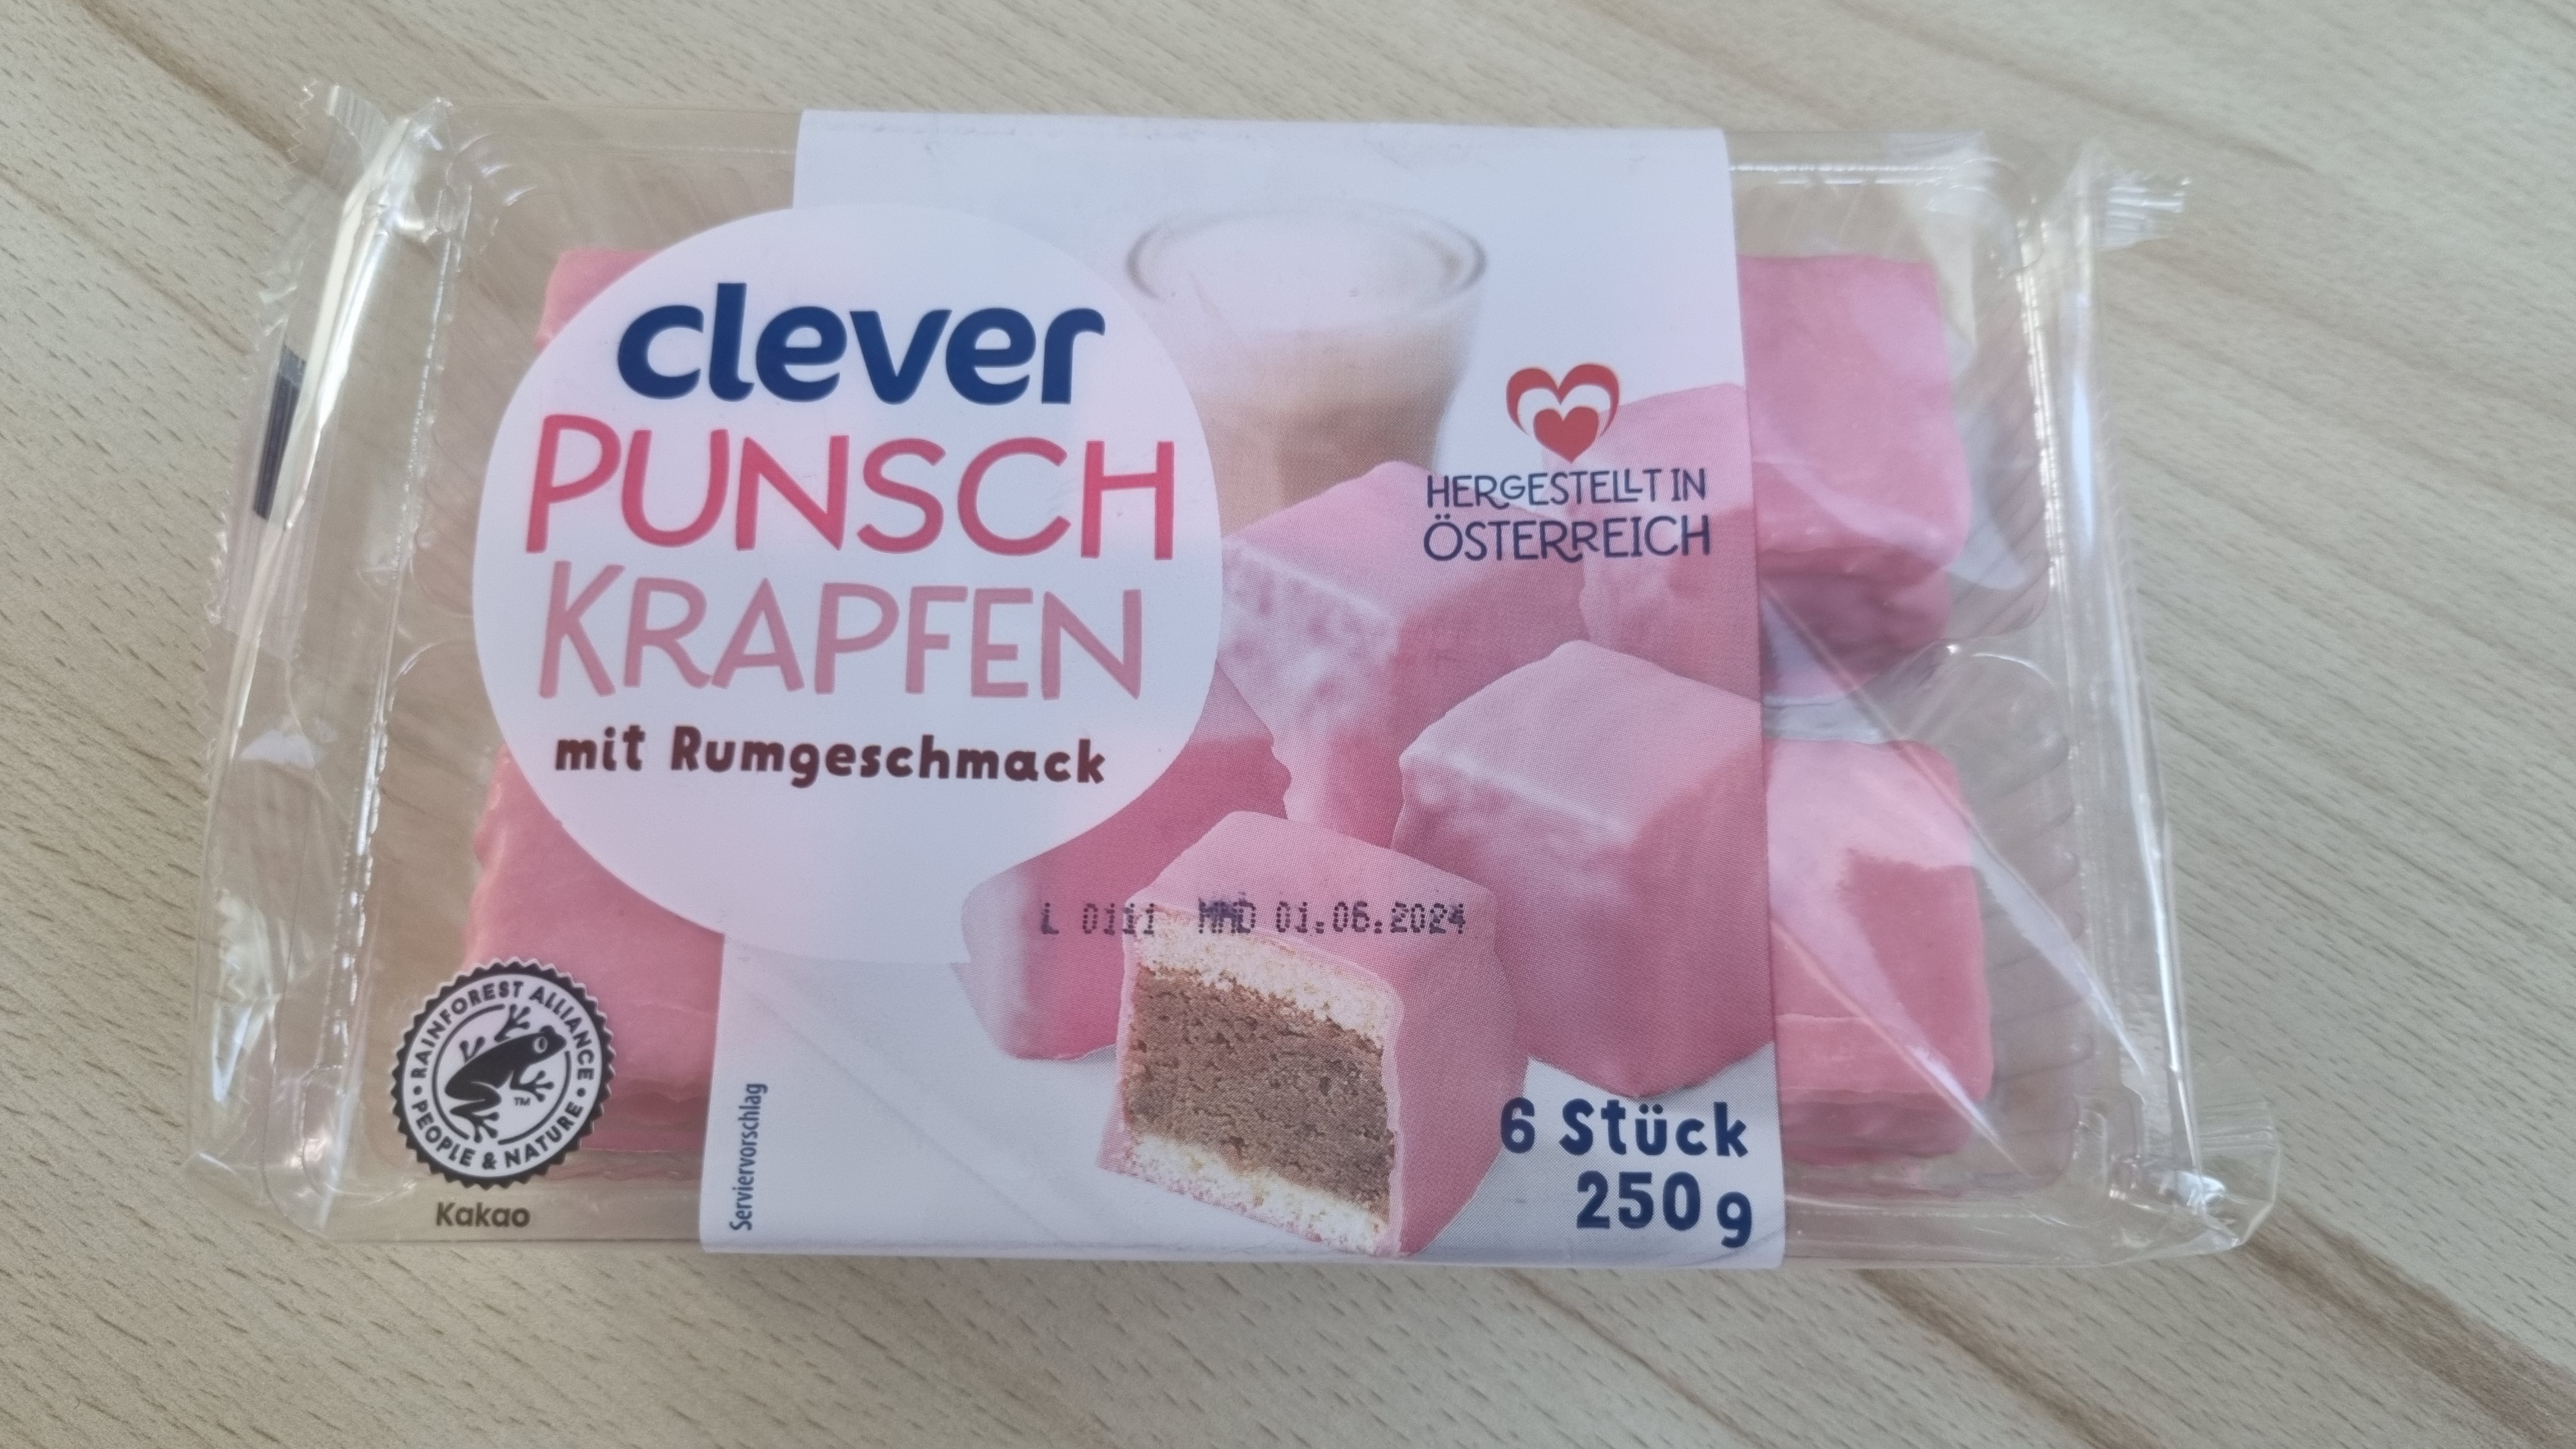 clever
PUNSCH
KRAPFEN
mit Rumgeschmack
HERGESTELLT IN
ÖSTERREICH
L 0111 MHD 01.06.2024
RAINFOREST ALLIANCE
PEOPLE & NATURE
TM
Kakao
Serviervorschlag
6 Stück
250 g